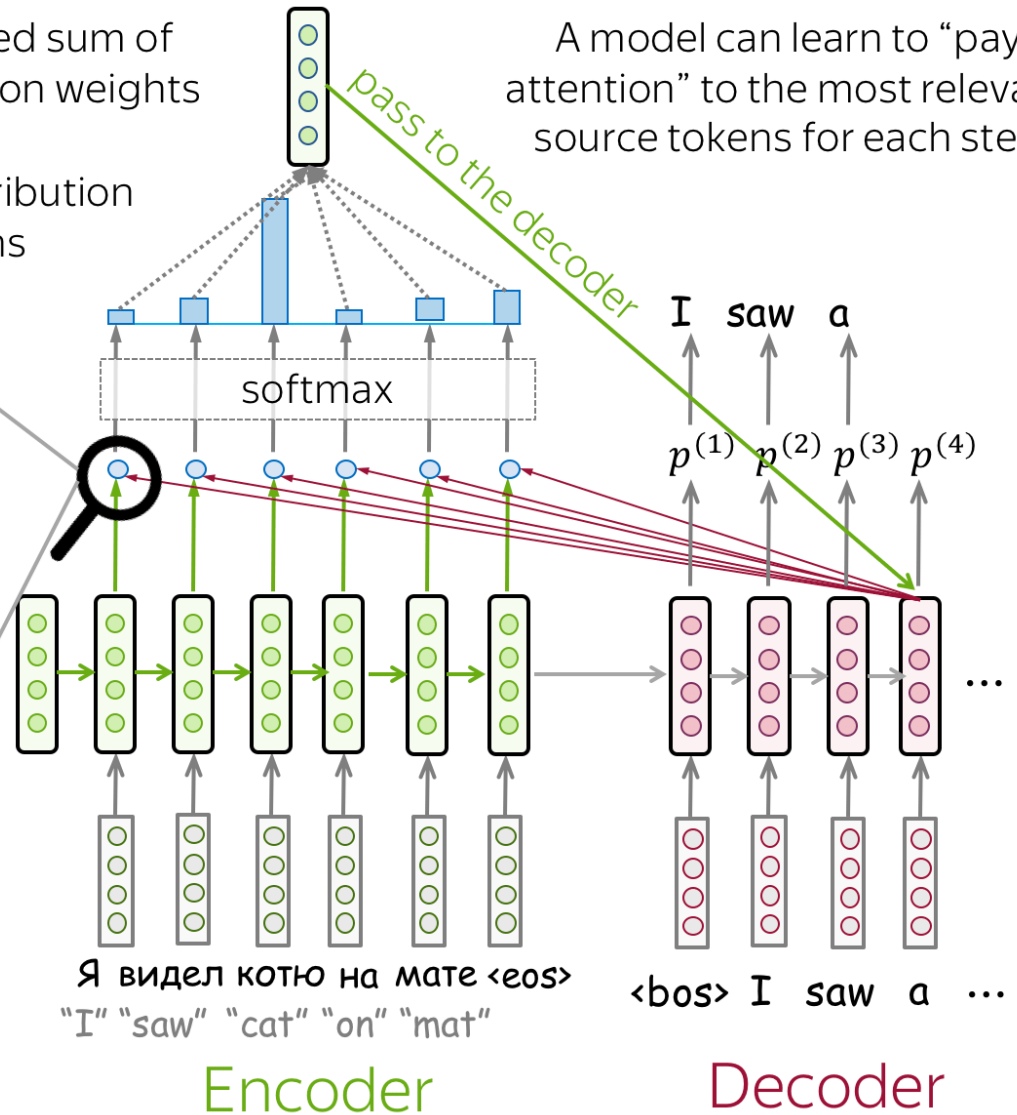 ed sum of
on weights
ribution
ns
A model can learn to “pay
attention” to the most releva
source tokens for each ste
pass to the decoder
I saw a
softmax
p(1) p(2) p(3) p(4)
...
Я видел котю на мате <eos>
“I” “saw” “cat” “on” “mat”
<bos> I saw a ...
Encoder
Decoder